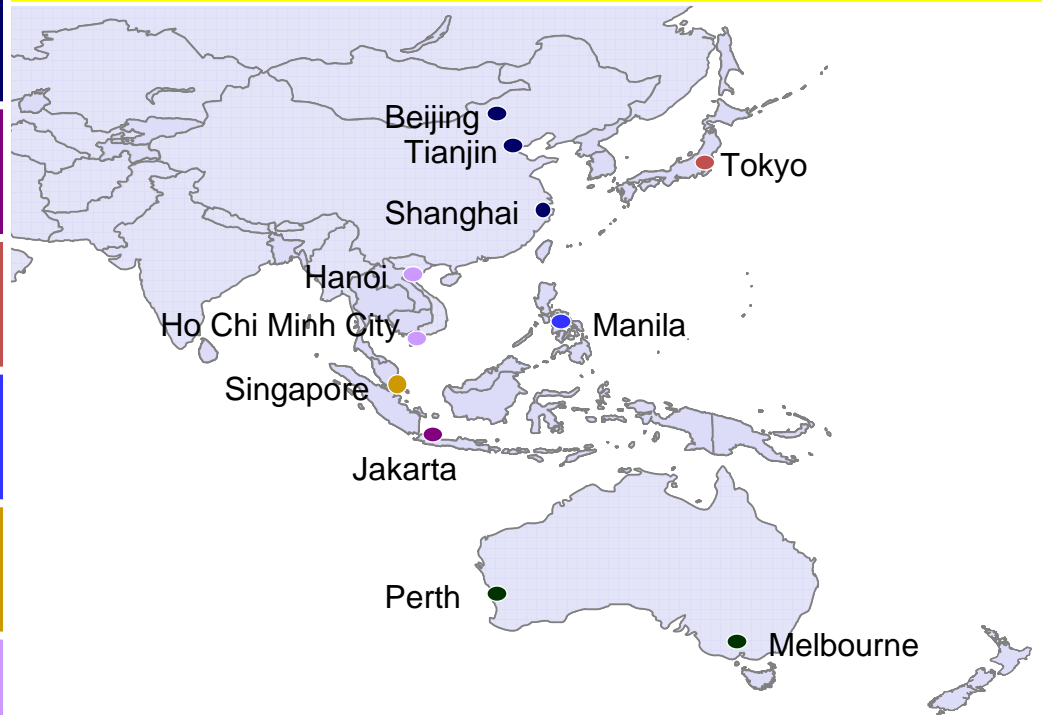 Beijing
Tianjin
Tokyo
Shanghai
Hanoi
Ho Chi Minh City
Manila
Singapore
Jakarta
Perth
Melbourne